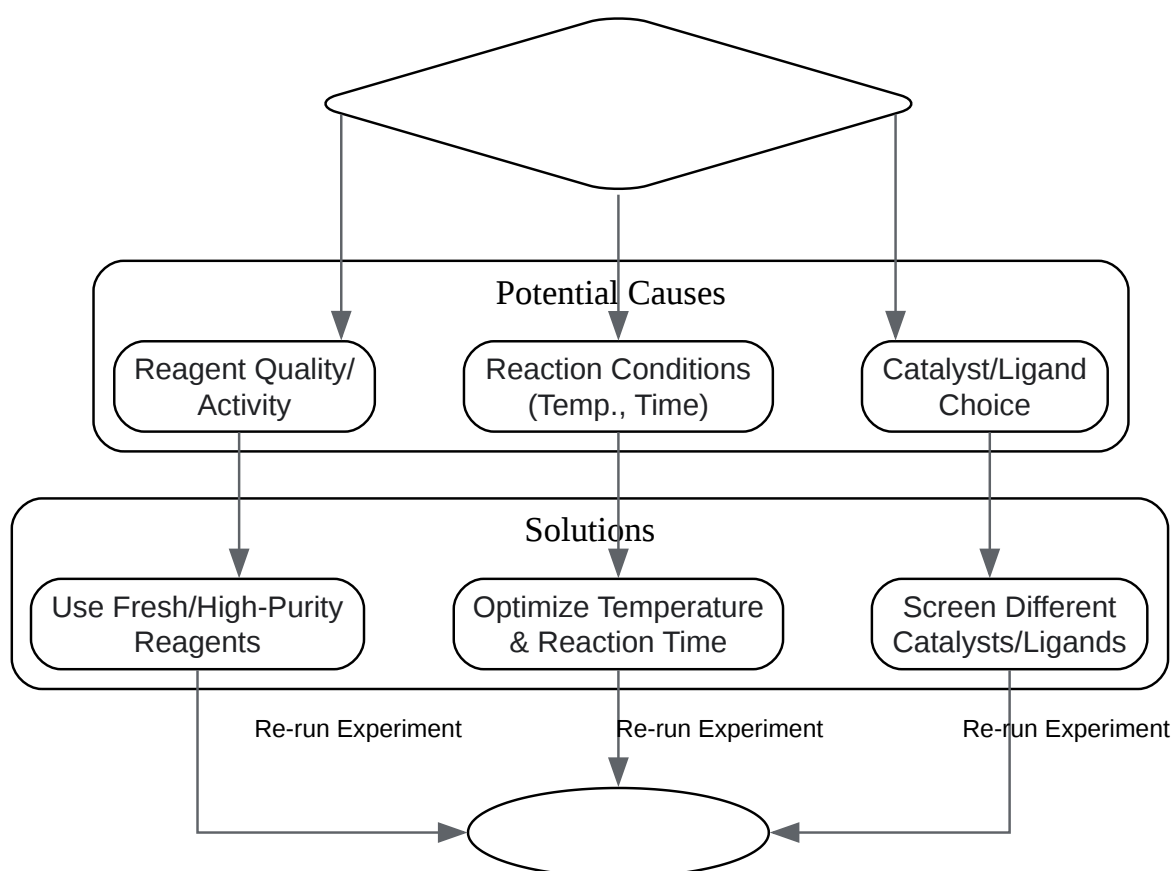 Potential Causes
Reagent Quality/
Activity
Reaction Conditions
(Temp., Time)
Catalyst/Ligand
Choice
Solutions
Use Fresh/High-Purity
Reagents
Optimize Temperature
& Reaction Time
Screen Different
Catalysts/Ligands
Re-run Experiment
Re-run Experiment
Re-run Experiment